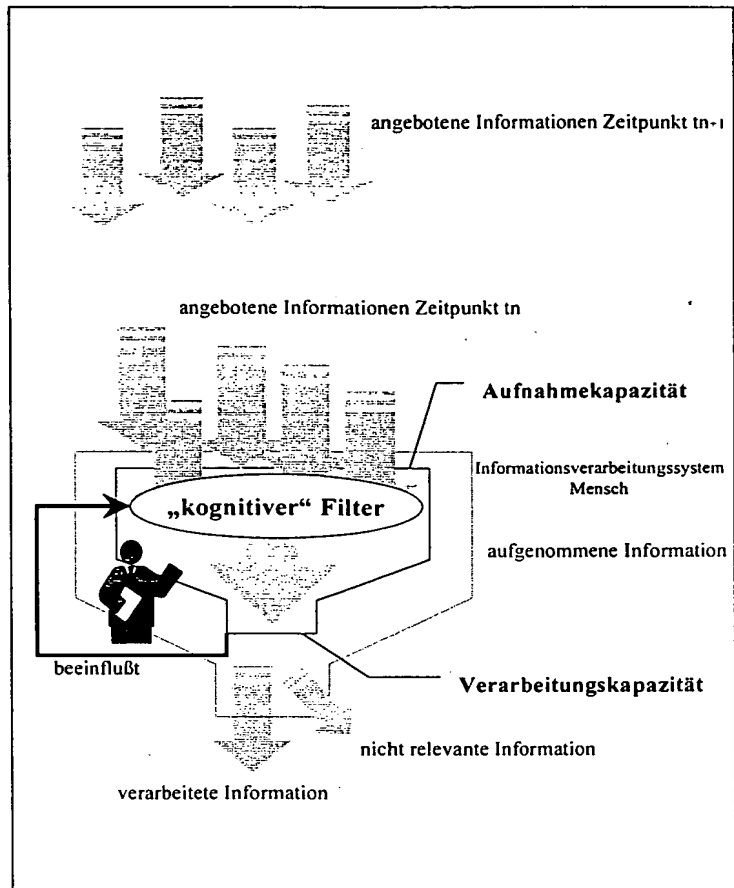 angebotene Informationen Zeitpunkt tn+1
angebotene Informationen Zeitpunkt tn
Aufnahmekapazität
Informationsverarbeitungssystem
Mensch
„kognitiver“ Filter
aufgenommene Information
beeinflußt
Verarbeitungskapazität
nicht relevante Information
verarbeitete Information